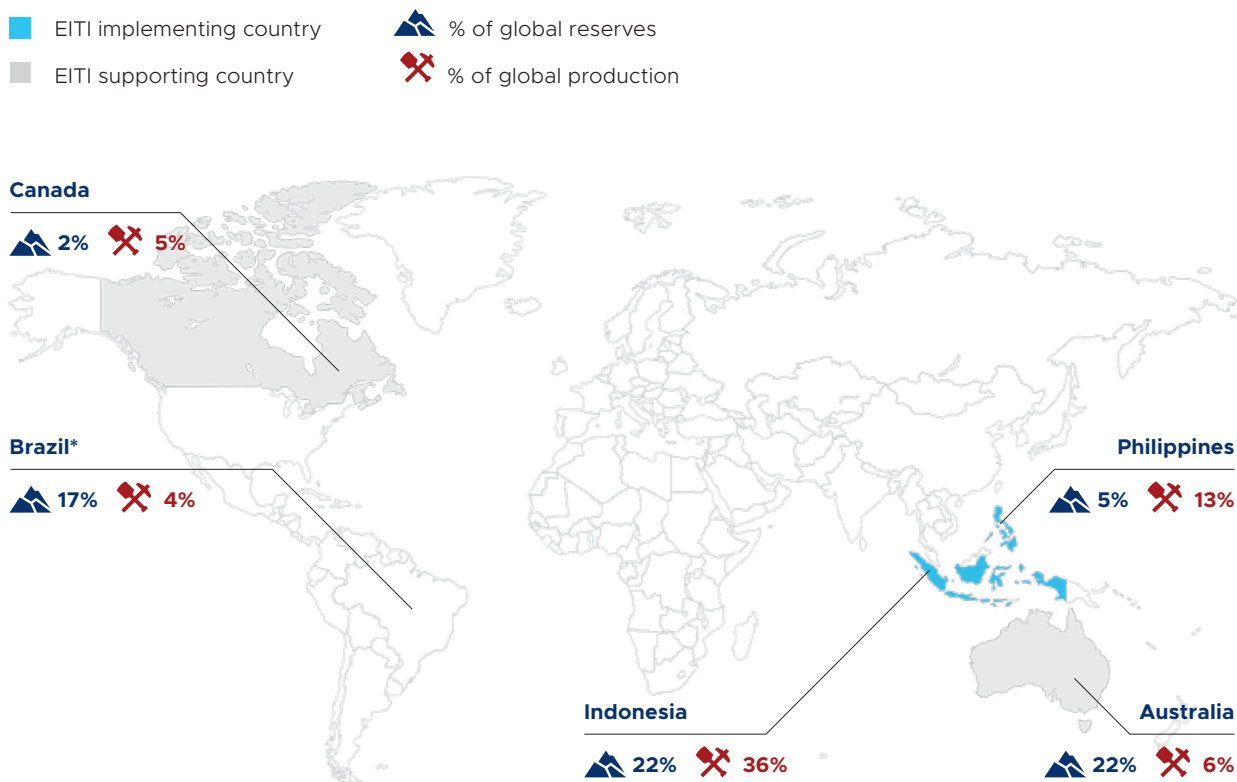 EITI implementing country
% of global reserves
EITI supporting country
% of global production
Canada
2% 5%
Brazil*
17% 4%
Philippines
5% 13%
Indonesia
22% 36%
Australia
22% 6%